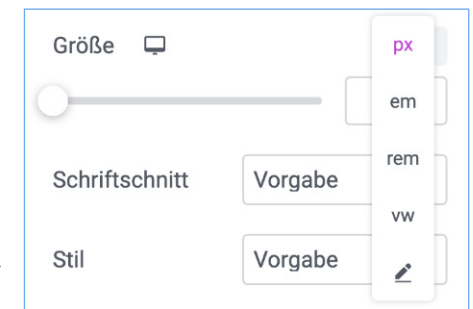 Größe
px
em
Schriftschnitt
Vorgabe
rem
vw
Stil
Vorgabe